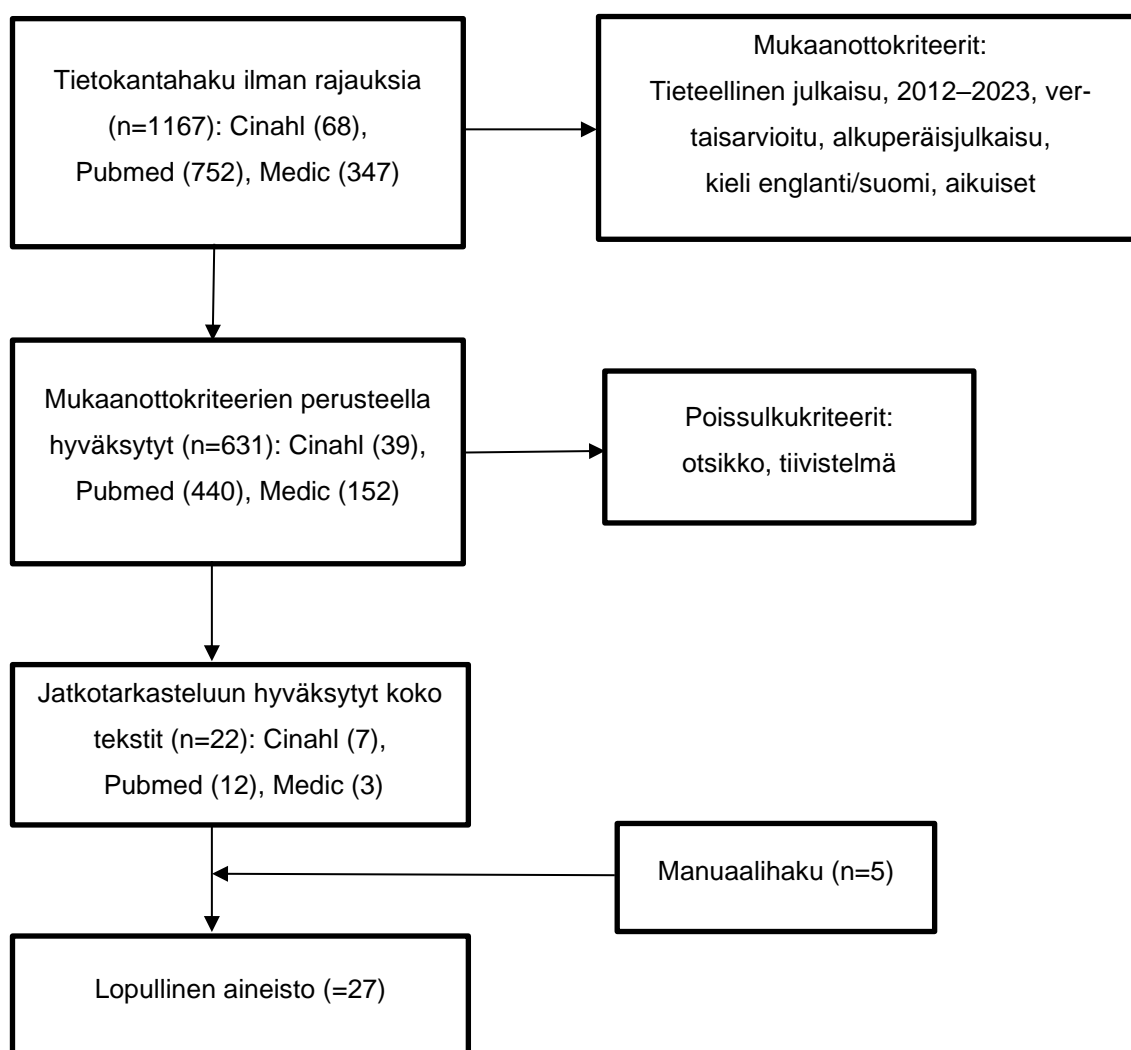 Tietokantahaku ilman rajauksia
(n=1167): Cinahl (68),
Pubmed (752), Medic (347)
Mukaanottokriteerit:
Tieteellinen julkaisu, 2012–2023, ver-
taisarvioitu, alkuperäisjulkaisu,
kieli englanti/suomi, aikuiset
Mukaanottokriteerien perusteella
hyväksytyt (n=631): Cinahl (39),
Pubmed (440), Medic (152)
Poissulkukriteerit:
otsikko, tiivistelmä
Jatkotarkasteluun hyväksytyt koko
tekstit (n=22): Cinahl (7),
Pubmed (12), Medic (3)
Manuaalihaku (n=5)
Lopullinen aineisto (=27)